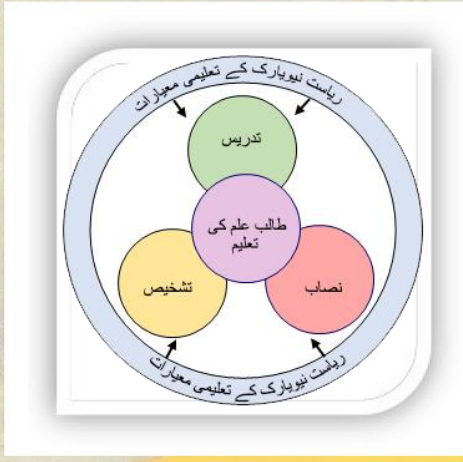 ریاست نیویارک کے تعلیمی معیارات
تدریس
طالب علم کی
تعلیم
نصاب
تشخیص
ریاست نیویارک کے تعلیمی معیارات